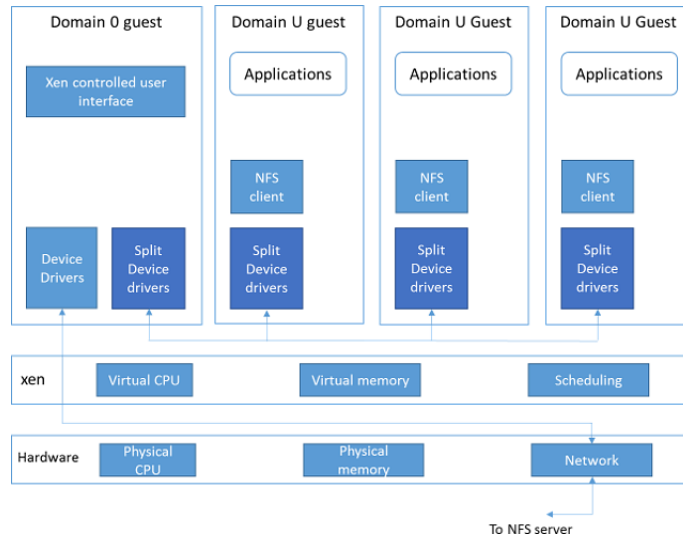 Domain 0 guest
Domain U guest
Domain U Guest
Domain U Guest
Xen controlled user
interface
Applications
Applications
Applications
NFS
client
NFS
client
NFS
client
Device
Drivers
Split
Device
drivers
Split
Device
drivers
Split
Device
drivers
Split
Device
drivers
xen
Virtual CPU
Virtual memory
Scheduling
Hardware
Physical
CPU
Physical
memory
Network
To NFS server